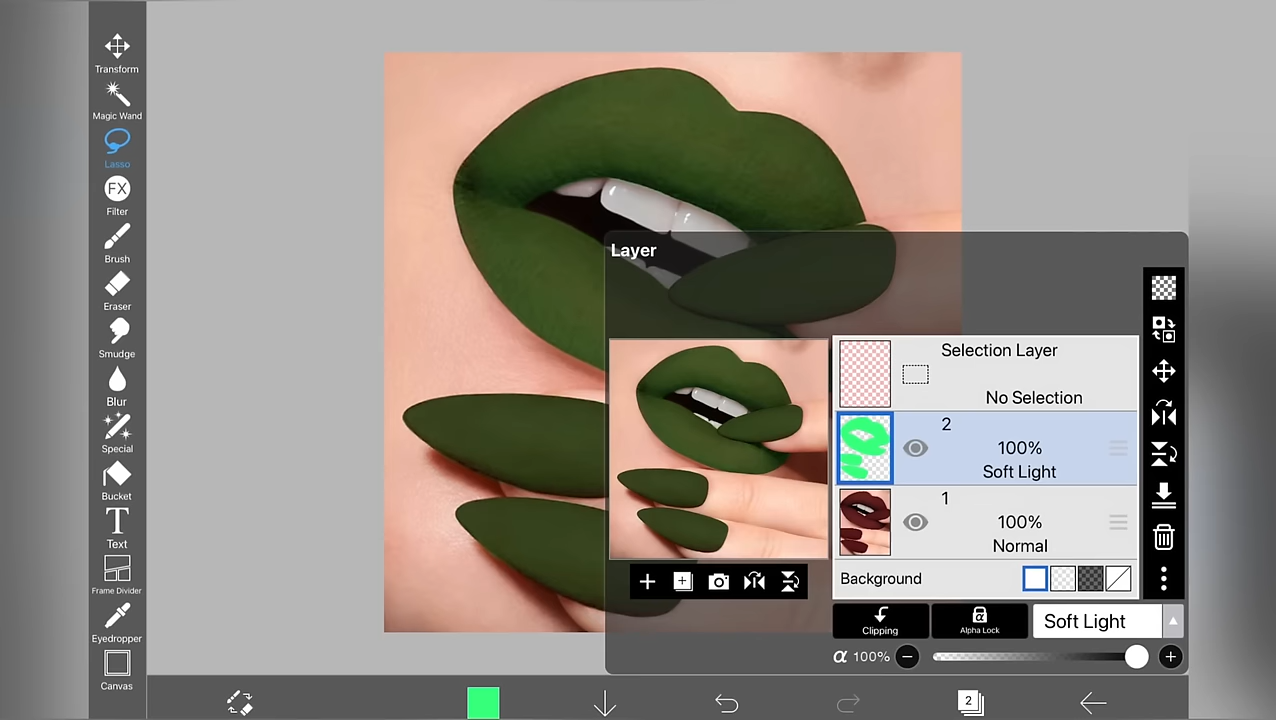 Transform
Magic Wand
Lasso
FX
Filter
Brush
Eraser
Smudge
Blur
Special
Bucket
T
Text
Frame Divider
Eyedropper
Canvas
Layer
Selection Layer
No Selection
2
100%
Soft Light
1
100%
Normal
Background
Clipping
α
Alpha Lock
Soft Light
α 100%
2